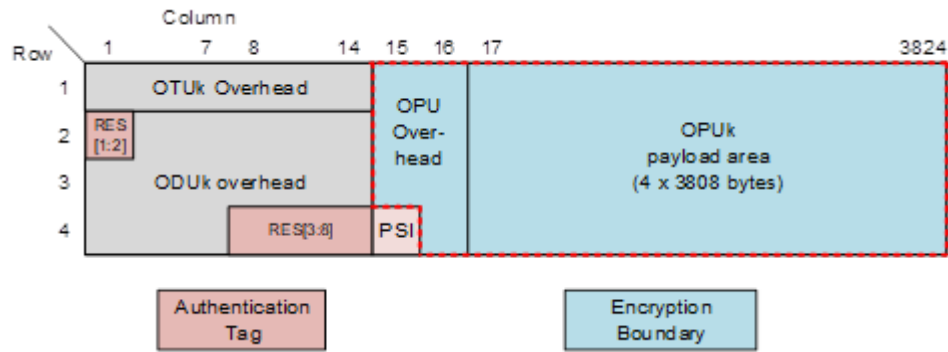 Column
Row 1 7 8 14 15 16 17 3824
1 OTUk Overhead
OPU
Over-
head
OPUk
payload area
(4 x 3808 bytes)
2 RES
[1:2]
3 ODUk overhead
4 RES[3:8] PSI
Authentication
Tag
Encryption
Boundary